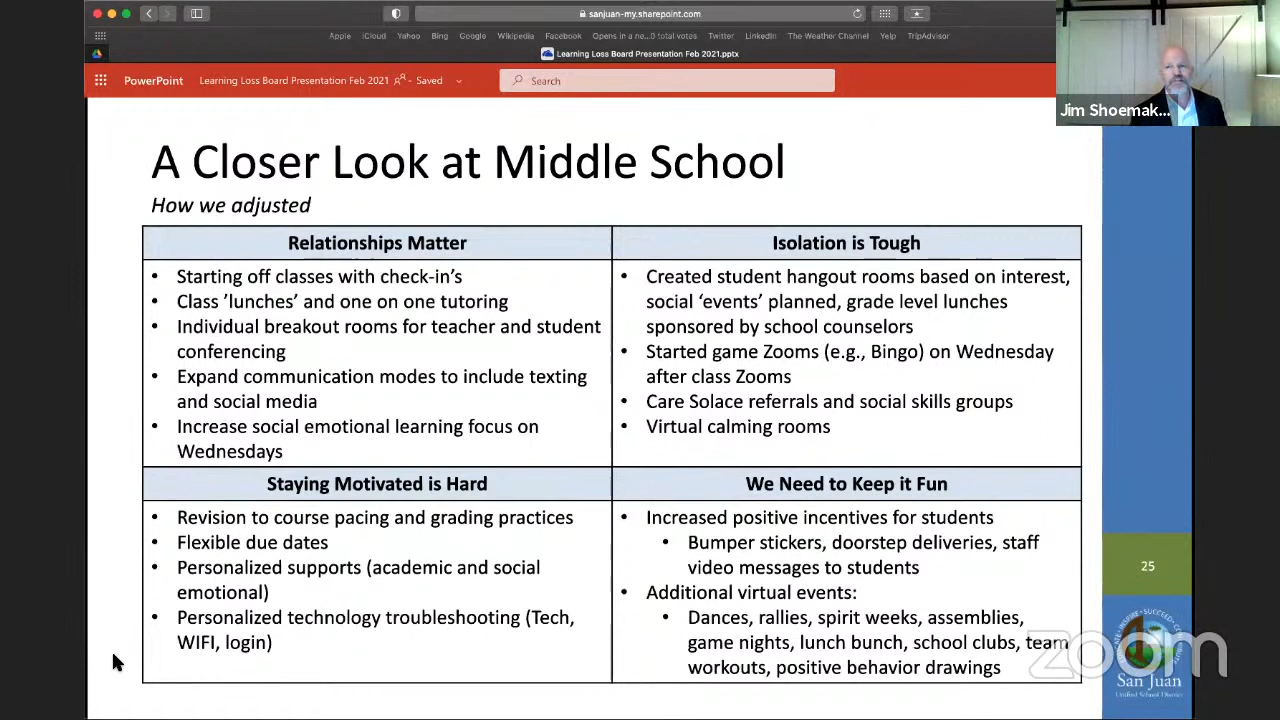 sanjuan-my.sharepoint.com
Apple iCloud Yahoo Bing Google Wikipedia Facebook Opens in a ne...0 total votes Twitter LinkedIn The Weather Channel Yelp TripAdvisor
Learning Loss Board Presentation Feb 2021.pptx
PowerPoint Learning Loss Board Presentation Feb 2021 - Saved Search
Jim Shoemak...
A Closer Look at Middle School
How we adjusted
Relationships Matter
• Starting off classes with check-in’s
• Class ’lunches’ and one on one tutoring
• Individual breakout rooms for teacher and student
conferencing
• Expand communication modes to include texting
and social media
• Increase social emotional learning focus on
Wednesdays
Isolation is Tough
• Created student hangout rooms based on interest,
social ‘events’ planned, grade level lunches
sponsored by school counselors
• Started game Zooms (e.g., Bingo) on Wednesday
after class Zooms
• Care Solace referrals and social skills groups
• Virtual calming rooms
Staying Motivated is Hard
• Revision to course pacing and grading practices
• Flexible due dates
• Personalized supports (academic and social
emotional)
• Personalized technology troubleshooting (Tech,
WIFI, login)
We Need to Keep it Fun
• Increased positive incentives for students
• Bumper stickers, doorstep deliveries, staff
video messages to students
• Additional virtual events:
• Dances, rallies, spirit weeks, assemblies,
game nights, lunch bunch, school clubs, team
workouts, positive behavior drawings
25
zoom
San Juan
Unified School District